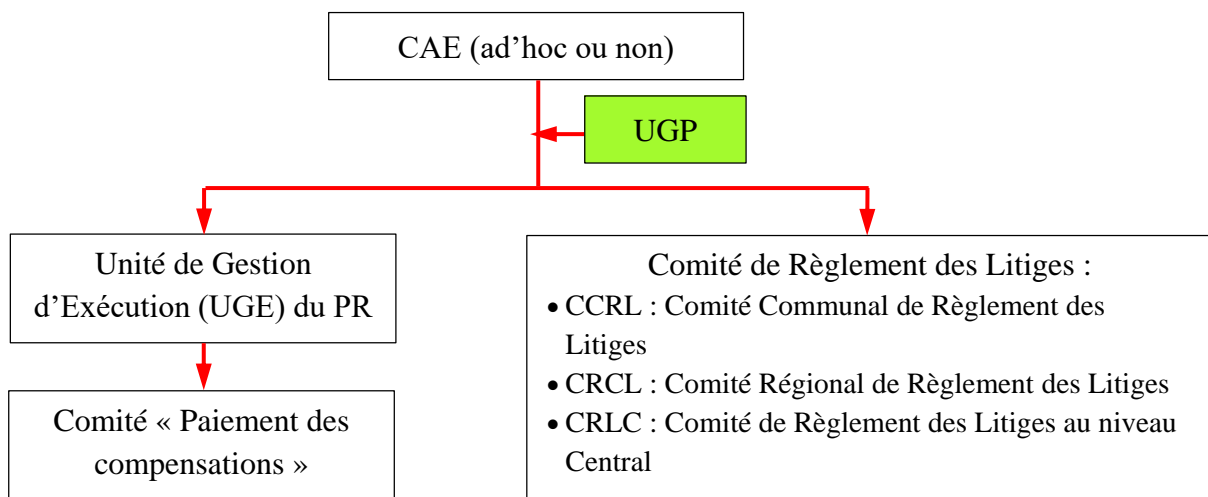 CAE (ad’hoc ou non)
UGP
Unité de Gestion
d’Exécution (UGE) du PR
Comité « Paiement des
compensations »
Comité de Règlement des Litiges :
• CCRL : Comité Communal de Règlement des
Litiges
• CRCL : Comité Régional de Règlement des Litiges
• CRLC : Comité de Règlement des Litiges au niveau
Central